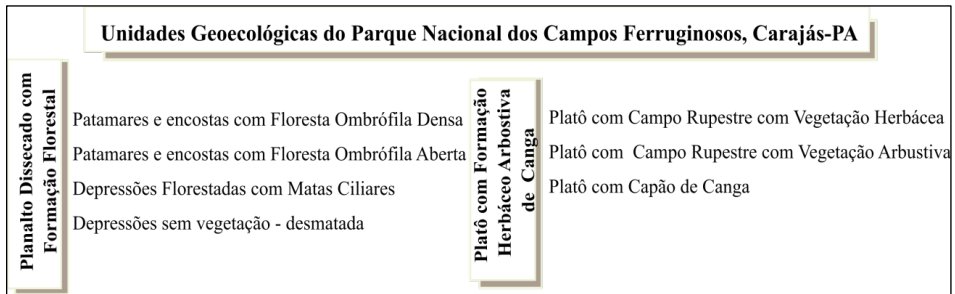 Unidades Geoecológicas do Parque Nacional dos Campos Ferruginosos, Carajás-PA
Planalto Dissecado com
Formação Florestal
Patamares e encostas com Floresta Ombrófila Densa
Patamares e encostas com Floresta Ombrófila Aberta
Depressões Florestadas com Matas Ciliares
Depressões sem vegetação - desmatada
Platô com Formação
Herbáceo Arbostiva
de Canga
Platô com Campo Rupestre com Vegetação Herbácea
Platô com Campo Rupestre com Vegetação Arbustiva
Platô com Capão de Canga